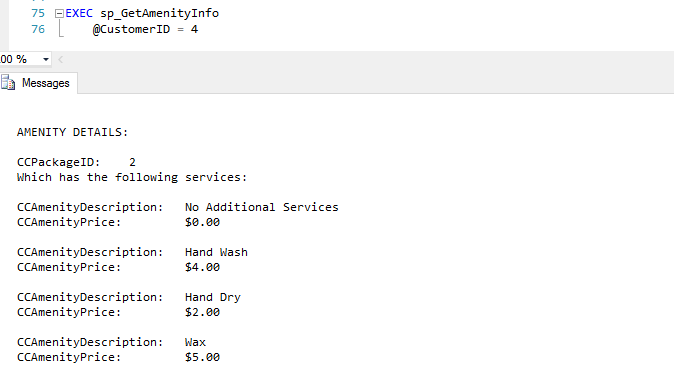 75 EXEC sp_GetAmenityInfo
76 @CustomerID = 4
00 %
Messages
AMENITY DETAILS:
CCPackageID: 2
Which has the following services:
CCAmenityDescription: No Additional Services
CCAmenityPrice: $0.00
CCAmenityDescription: Hand Wash
CCAmenityPrice: $4.00
CCAmenityDescription: Hand Dry
CCAmenityPrice: $2.00
CCAmenityDescription: Wax
CCAmenityPrice: $5.00